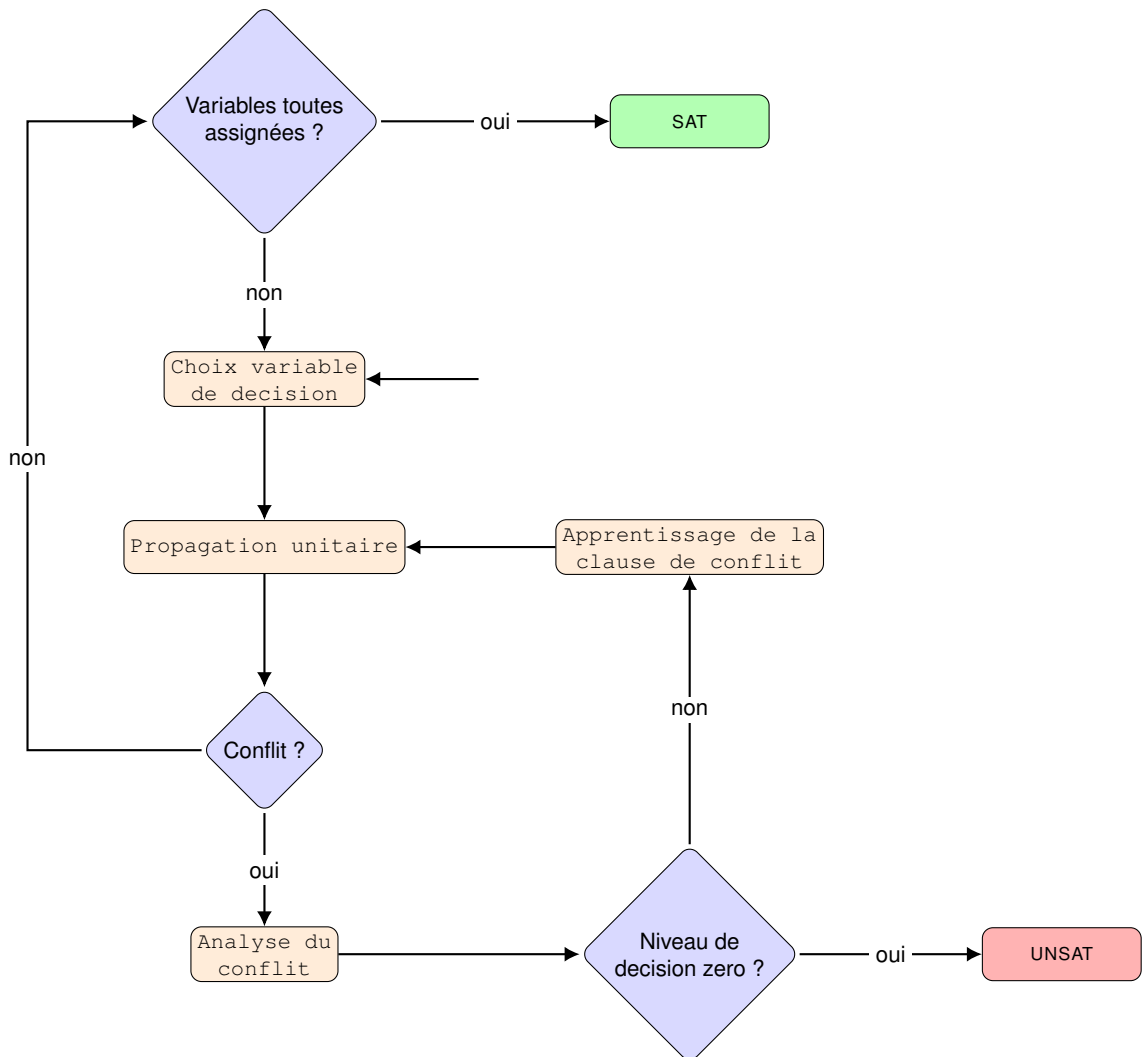 Variables toutes
assignées ?
oui
SAT
non
Choix variable
de decision
non
Propagation unitaire
Apprentissage de la
clause de conflit
non
Conflit ?
oui
Analyse du
conflit
Niveau de
decision zero ?
oui
UNSAT